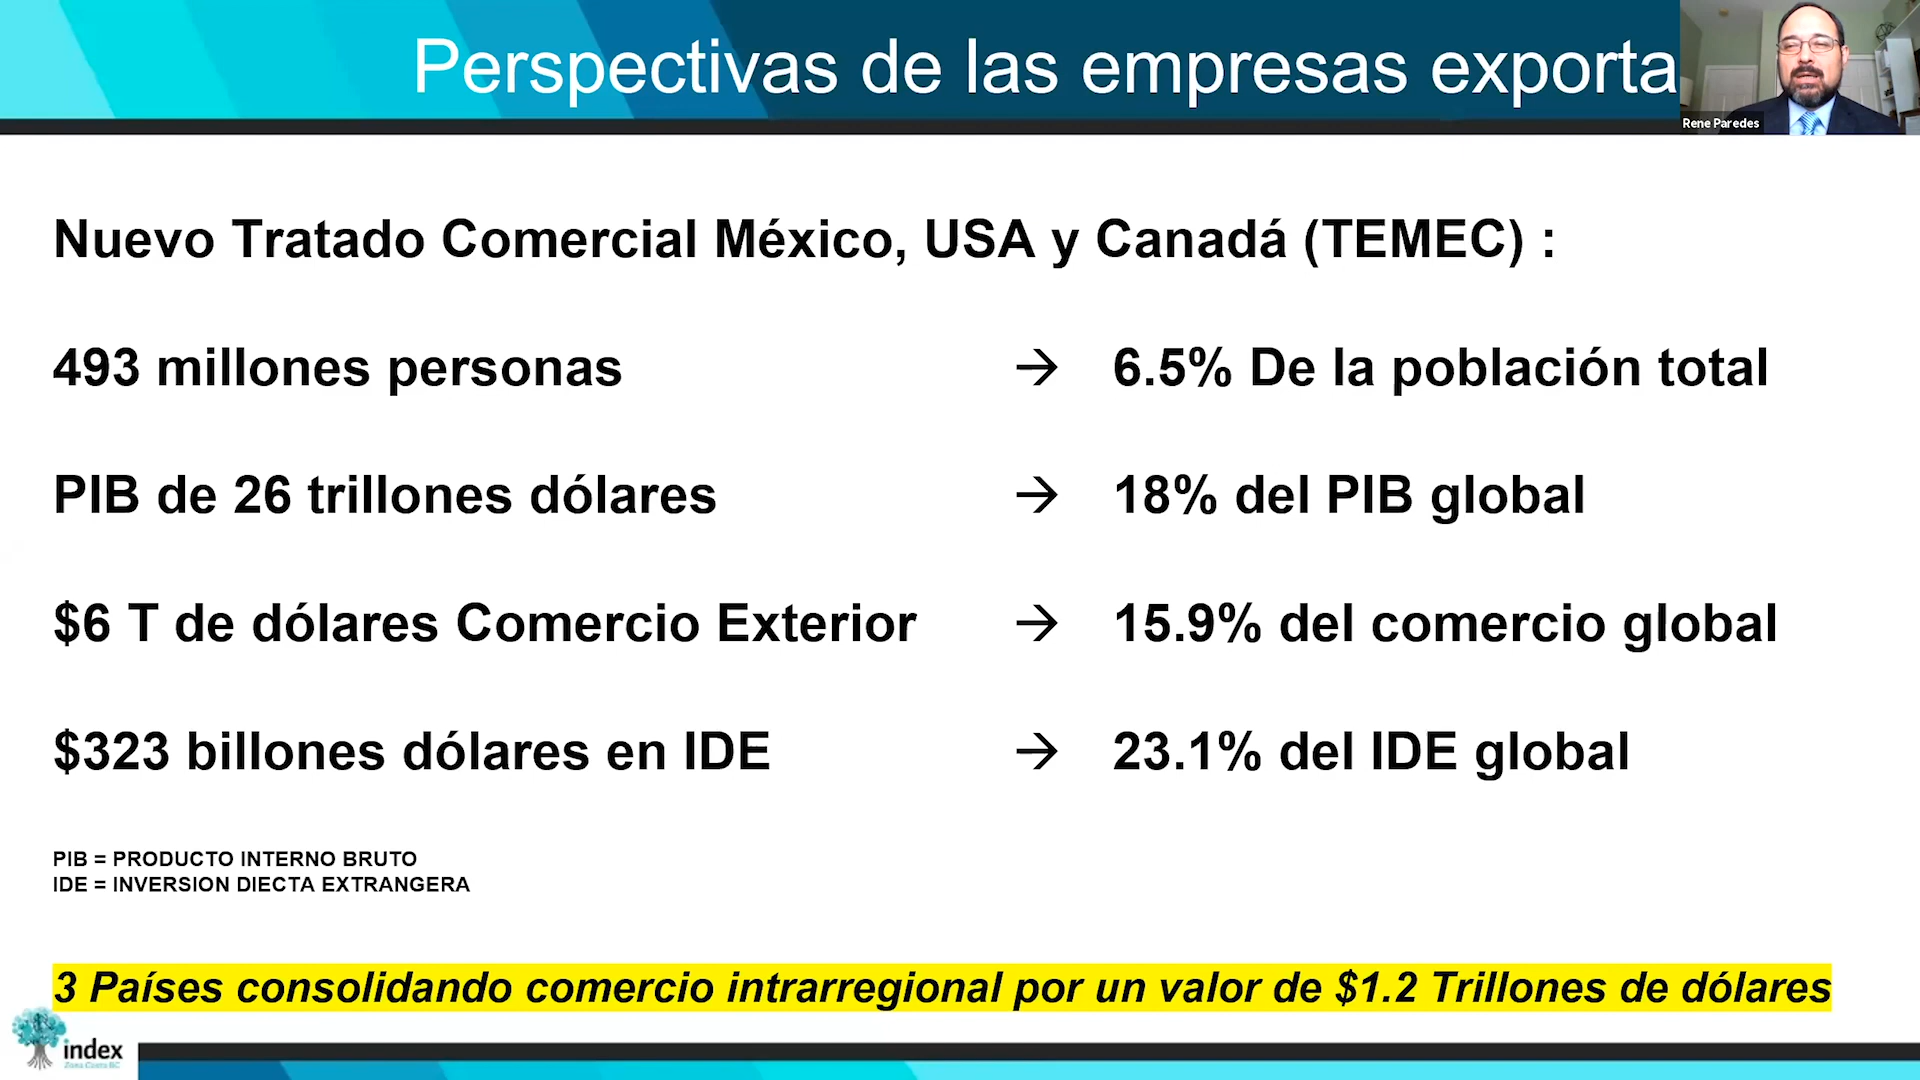 Perspectivas de las empresas exporta
Rene Paredes
Nuevo Tratado Comercial México, USA y Canadá (TEMEC) :
493 millones personas → 6.5% De la población total
PIB de 26 trillones dólares → 18% del PIB global
$6 T de dólares Comercio Exterior → 15.9% del comercio global
$323 billones dólares en IDE → 23.1% del IDE global
PIB = PRODUCTO INTERNO BRUTO
IDE = INVERSION DIECTA EXTRANGERA
3 Países consolidando comercio intrarregional por un valor de $1.2 Trillones de dólares
index
Zona Costa BC